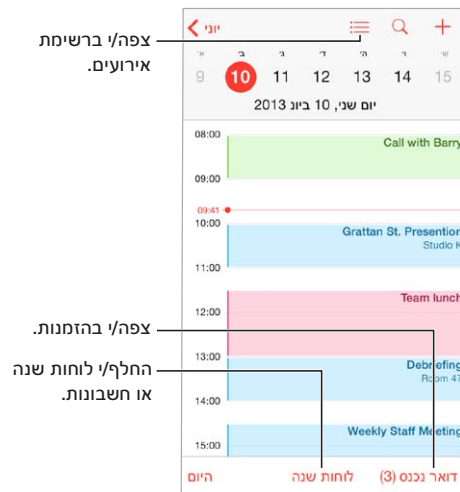 יוני
צפה/י ברשימת
אירועים.
א׳ ב׳ ג׳ ד׳ ה׳ ו׳ ש׳
9 10 11 12 13 14 15
יום שני, 10 ביונ 2013
08:00
Call with Barry
09:00
09:41
10:00
Grattan St. Presention
Studio K
11:00
Team lunch
12:00
צפה/י בהזמנות.
13:00
Debriefing
Room 47
החלף/י לוחות שנה
או חשבונות.
14:00
Weekly Staff Meeting
15:00
היום לוחות שנה דואר נכנס (3)